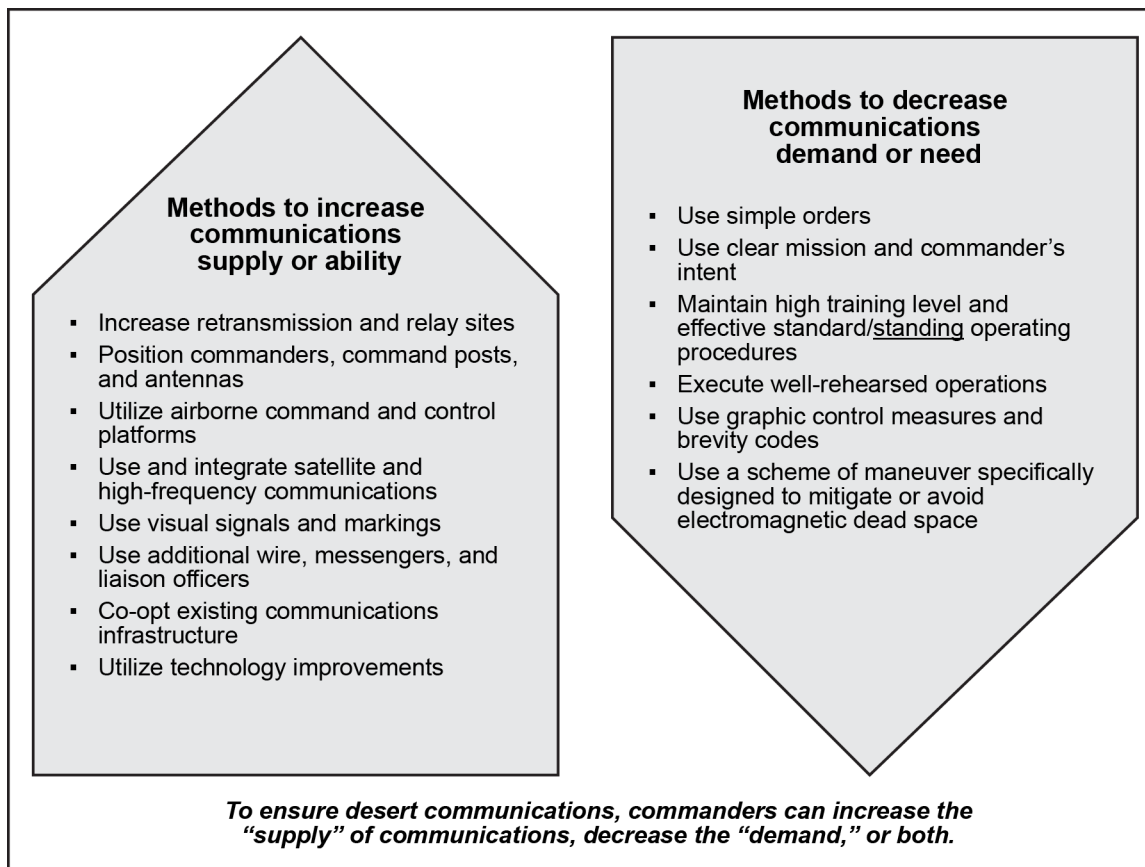 Methods to increase
communications
supply or ability
▪ Increase retransmission and relay sites
▪ Position commanders, command posts,
and antennas
▪ Utilize airborne command and control
platforms
▪ Use and integrate satellite and
high-frequency communications
▪ Use visual signals and markings
▪ Use additional wire, messengers, and
liaison officers
▪ Co-opt existing communications
infrastructure
▪ Utilize technology improvements
Methods to decrease
communications
demand or need
▪ Use simple orders
▪ Use clear mission and commander’s
intent
▪ Maintain high training level and
effective standard/standing operating
procedures
▪ Execute well-rehearsed operations
▪ Use graphic control measures and
brevity codes
▪ Use a scheme of maneuver specifically
designed to mitigate or avoid
electromagnetic dead space
To ensure desert communications, commanders can increase the
“supply” of communications, decrease the “demand,” or both.